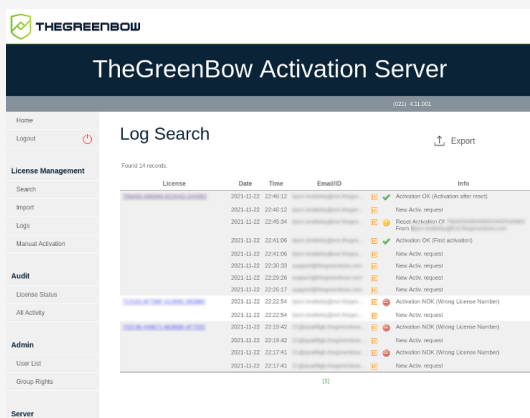 THEGREENBOW
TheGreenBow Activation Server
(021) 4.11.001
Home
Logout
License Management
Search
Import
Logs
Manual Activation
Audit
License Status
All Activity
Admin
User List
Group Rights
Server
Log Search
Export
Found 14 records.
License Date Time Email/ID Info
2021-11-22 22:46:12 Activation OK (Activation after reset)
2021-11-22 22:46:12 New Activ. request
2021-11-22 22:45:34 Reset Activation Of
From
2021-11-22 22:41:06 Activation OK (First activation)
2021-11-22 22:41:06 New Activ. request
2021-11-22 22:30:33 New Activ. request
2021-11-22 22:29:26 New Activ. request
2021-11-22 22:26:17 New Activ. request
2021-11-22 22:22:54 Activation NOK (Wrong License Number)
2021-11-22 22:22:54 New Activ. request
2021-11-22 22:19:42 Activation NOK (Wrong License Number)
2021-11-22 22:19:42 New Activ. request
2021-11-22 22:17:41 Activation NOK (Wrong License Number)
2021-11-22 22:17:41 New Activ. request
[1]